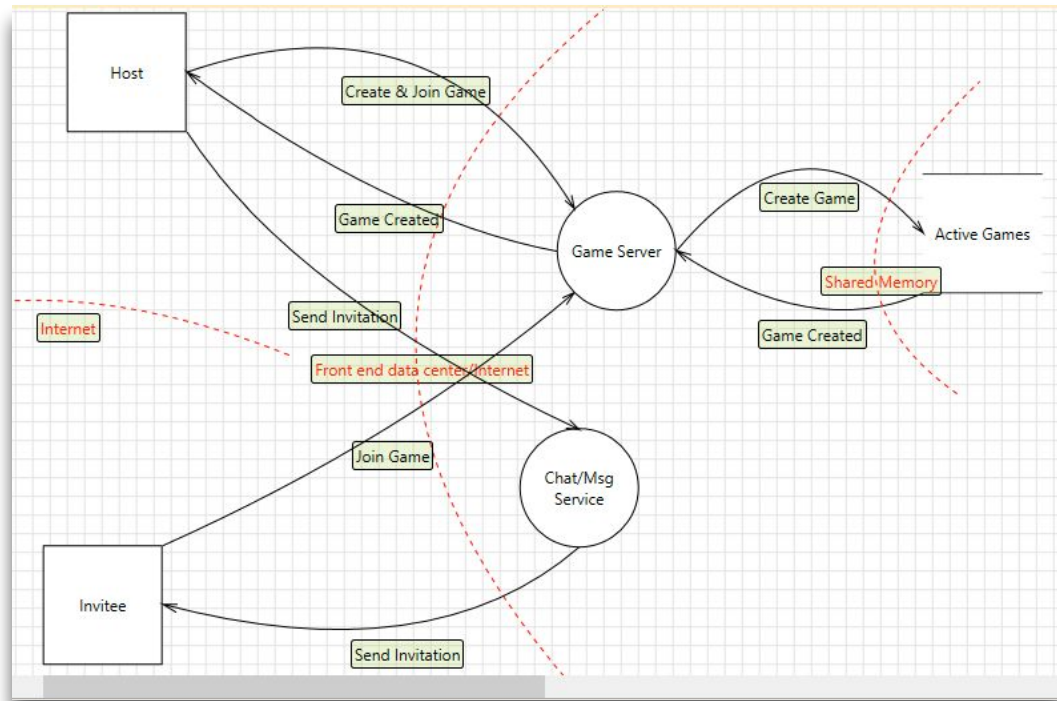 Host
Create & Join Game
Create Game
Game Created
Game Server
Active Games
Shared Memory
Send Invitation
Internet
Game Created
Front end data center/Internet
Join Game
Chat/Msg
Service
Invitee
Send Invitation